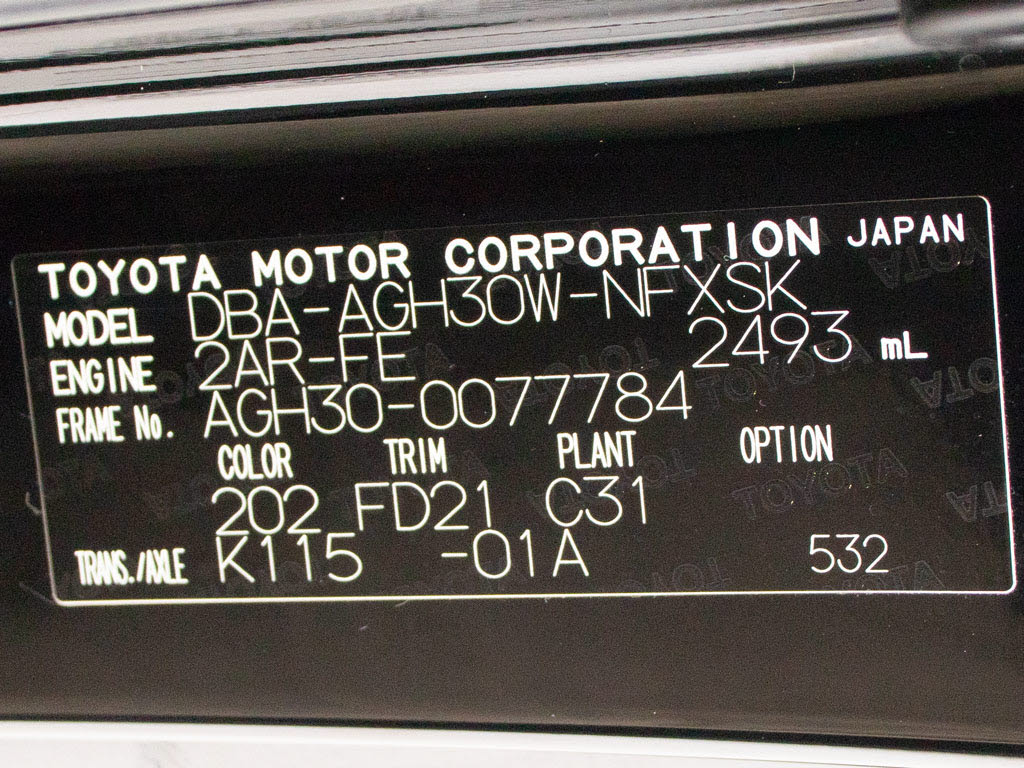 TOYOTA MOTOR CORPORATION JAPAN
MODEL DBA-AGH30W-NFXSK
ENGINE 2AR-FE 2493 mL
FRAME No. AGH30-0077784
COLOR TRIM PLANT OPTION
202 FD21 C31
TRANS./AXLE K115 -01A 532